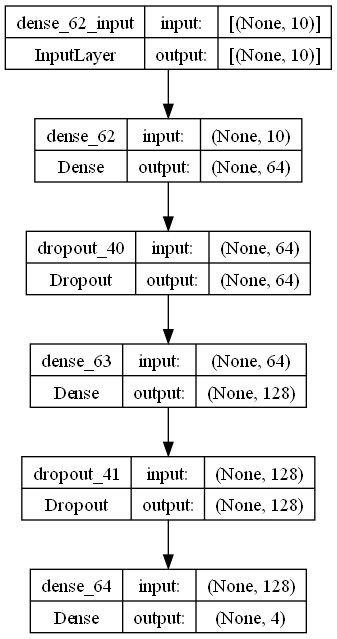 dense_62_input input: [(None, 10)]
InputLayer output: [(None, 10)]
dense_62 input: (None, 10)
Dense output: (None, 64)
dropout_40 input: (None, 64)
Dropout output: (None, 64)
dense_63 input: (None, 64)
Dense output: (None, 128)
dropout_41 input: (None, 128)
Dropout output: (None, 128)
dense_64 input: (None, 128)
Dense output: (None, 4)